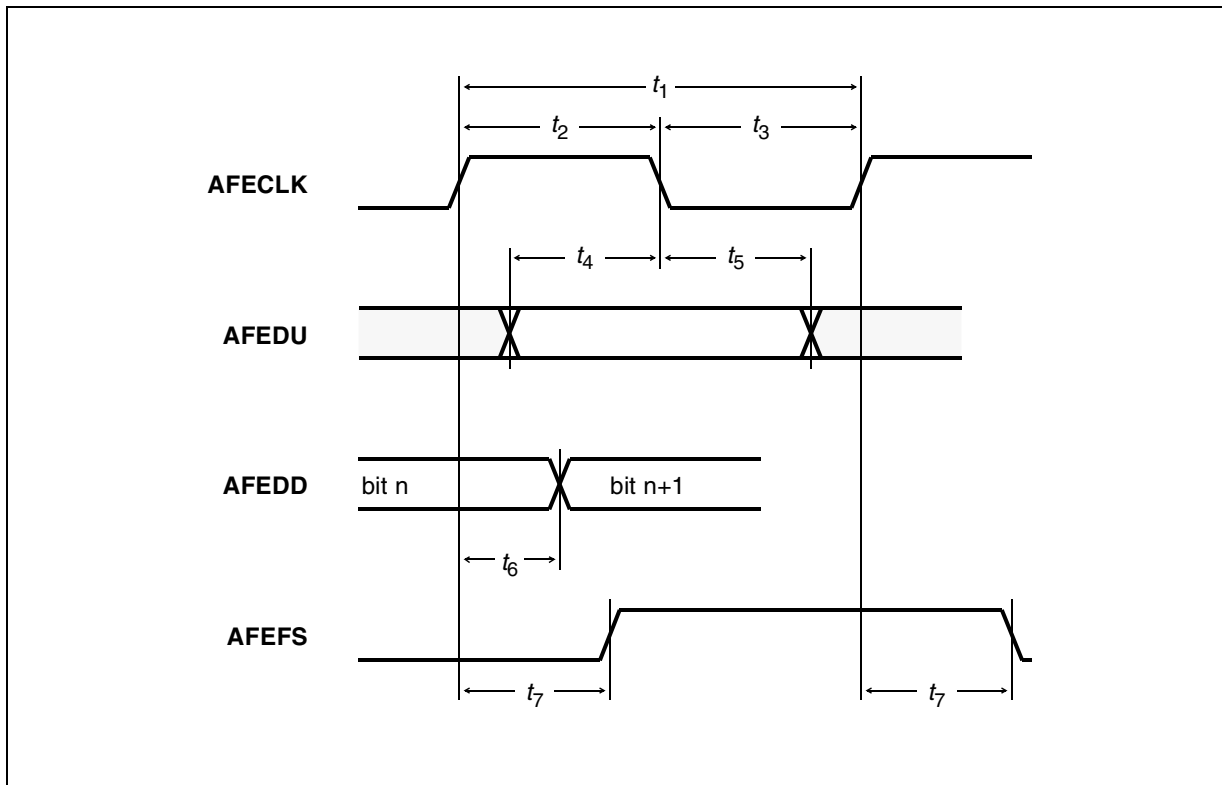 t1
t2 t3
AFECLK
t4 t5
AFEDU
AFEDD bit n bit n+1
t6
AFEFS
t7 t7